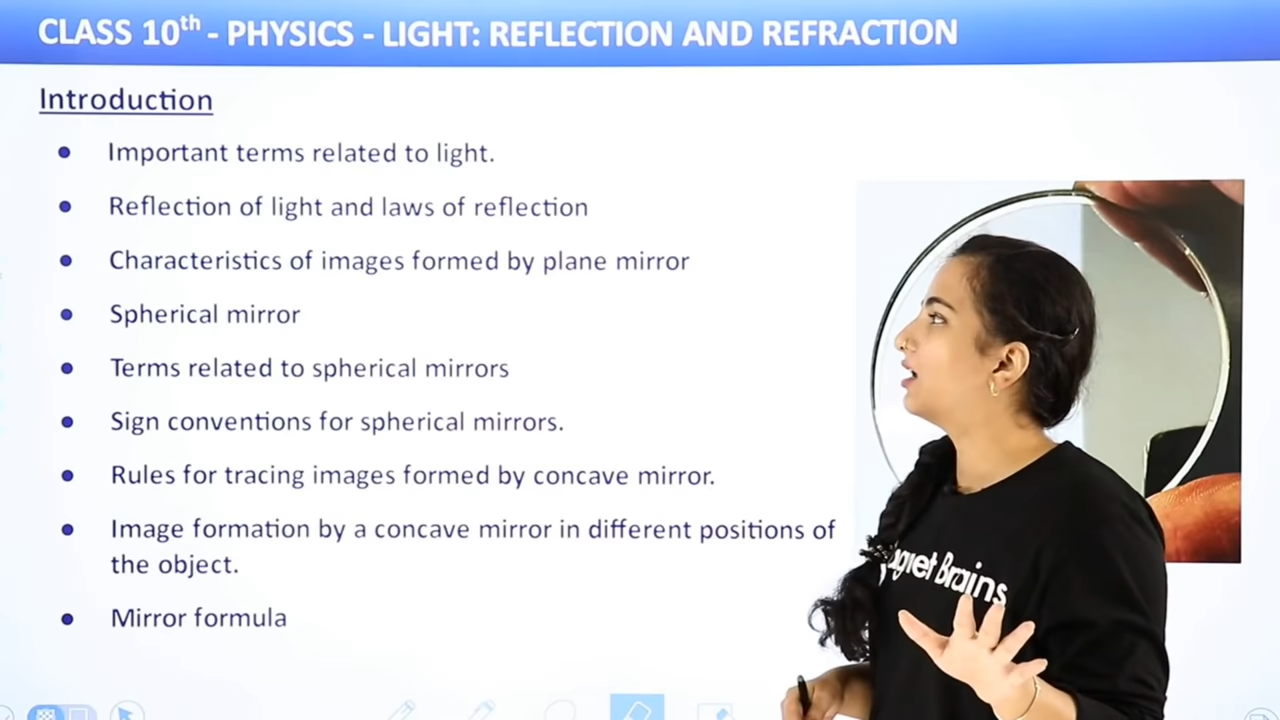 CLASS 10th - PHYSICS - LIGHT: REFLECTION AND REFRACTION
Introduction
● Important terms related to light.
● Reflection of light and laws of reflection
● Characteristics of images formed by plane mirror
● Spherical mirror
● Terms related to spherical mirrors
● Sign conventions for spherical mirrors.
● Rules for tracing images formed by concave mirror.
● Image formation by a concave mirror in different positions of
the object.
● Mirror formula
Brains